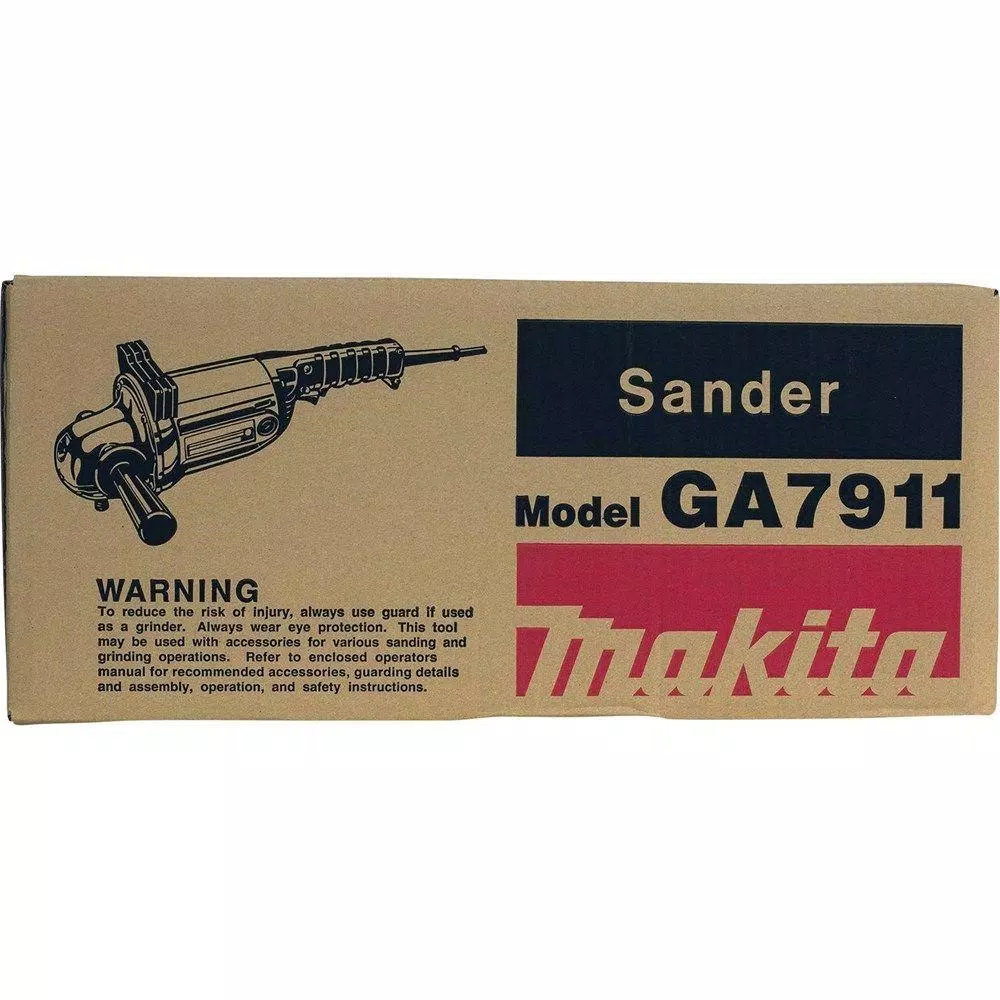 Sander
Model GA7911
makita
WARNING
To reduce the risk of injury, always use guard if used
as a grinder. Always wear eye protection. This tool
may be used with accessories for various sanding and
grinding operations. Refer to enclosed operators
manual for recommended accessories, guarding details
and assembly, operation, and safety instructions.